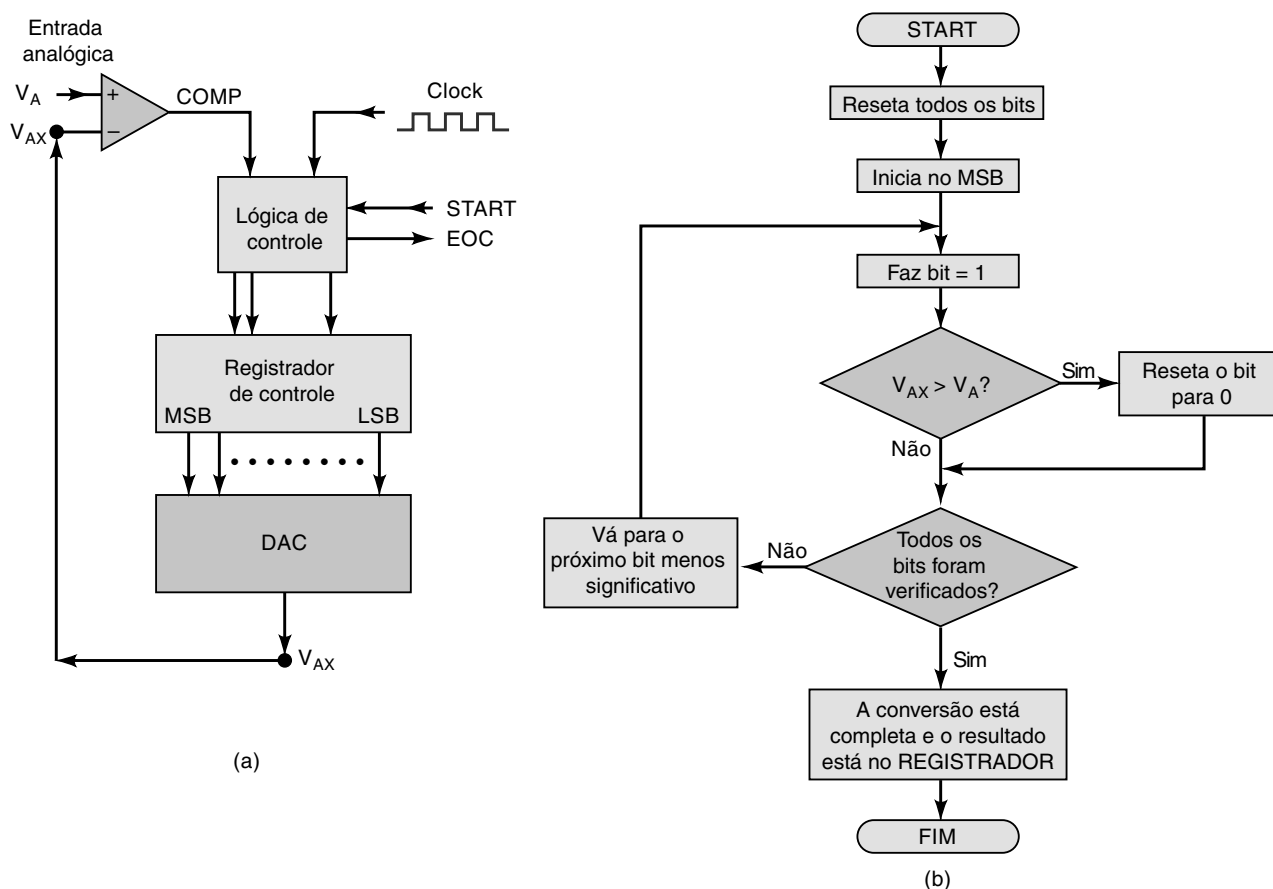 Entrada
analógica
V_A
+
COMP
V_AX
−
Clock
Lógica de
controle
START
EOC
Registrador
de controle
MSB
LSB
DAC
V_AX
(a)
START
Reseta todos os bits
Inicia no MSB
Faz bit = 1
V_AX > V_A?
Sim
Reseta o bit
para 0
Não
Todos os
bits foram
verificados?
Não
Vá para o
próximo bit menos
significativo
Sim
A conversão está
completa e o resultado
está no REGISTRADOR
FIM
(b)